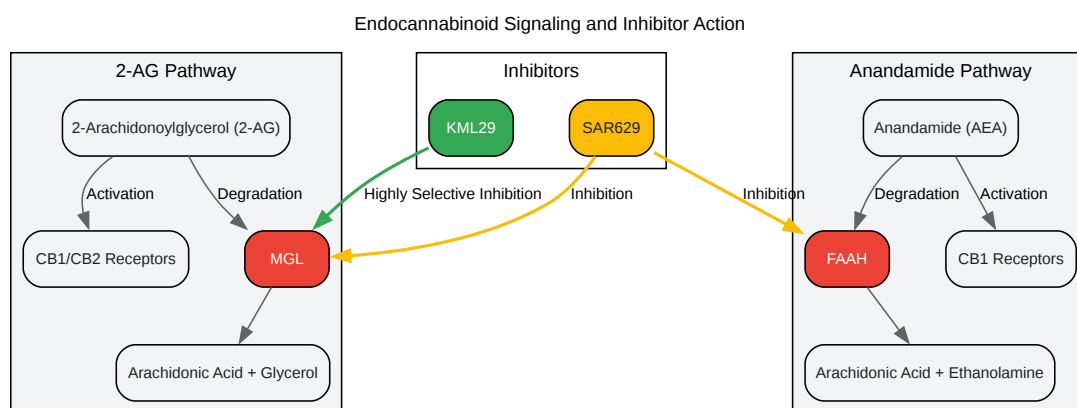 Endocannabinoid Signaling and Inhibitor Action
2-AG Pathway
Inhibitors
Anandamide Pathway
2-Arachidonoylglycerol (2-AG)
KML29
SAR629
Anandamide (AEA)
Activation
Degradation
Highly Selective Inhibition
Inhibition
Inhibition
Degradation
Activation
CB1/CB2 Receptors
MGL
FAAH
CB1 Receptors
Arachidonic Acid + Glycerol
Arachidonic Acid + Ethanolamine